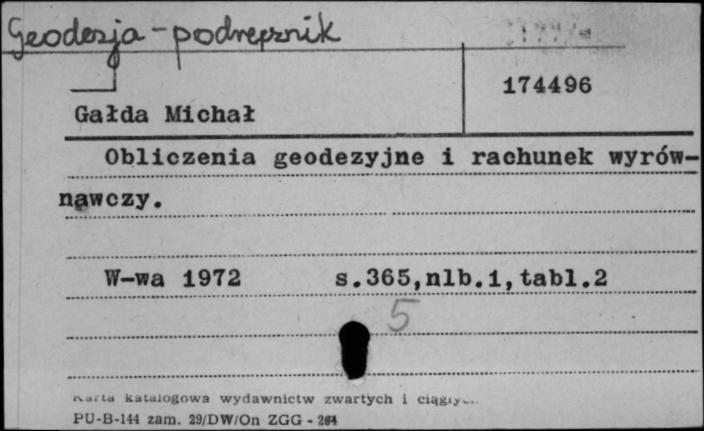 Geodezja - podręcznik
174496
Gałda Michał
Obliczenia geodezyjne i rachunek wyrów-
nawczy.
W-wa 1972 s.365,nlb.1,tabl.2
5
Karta katalogowa wydawnictw zwartych i
PU-B-144 zam. 29/DW/On ZGG - 264